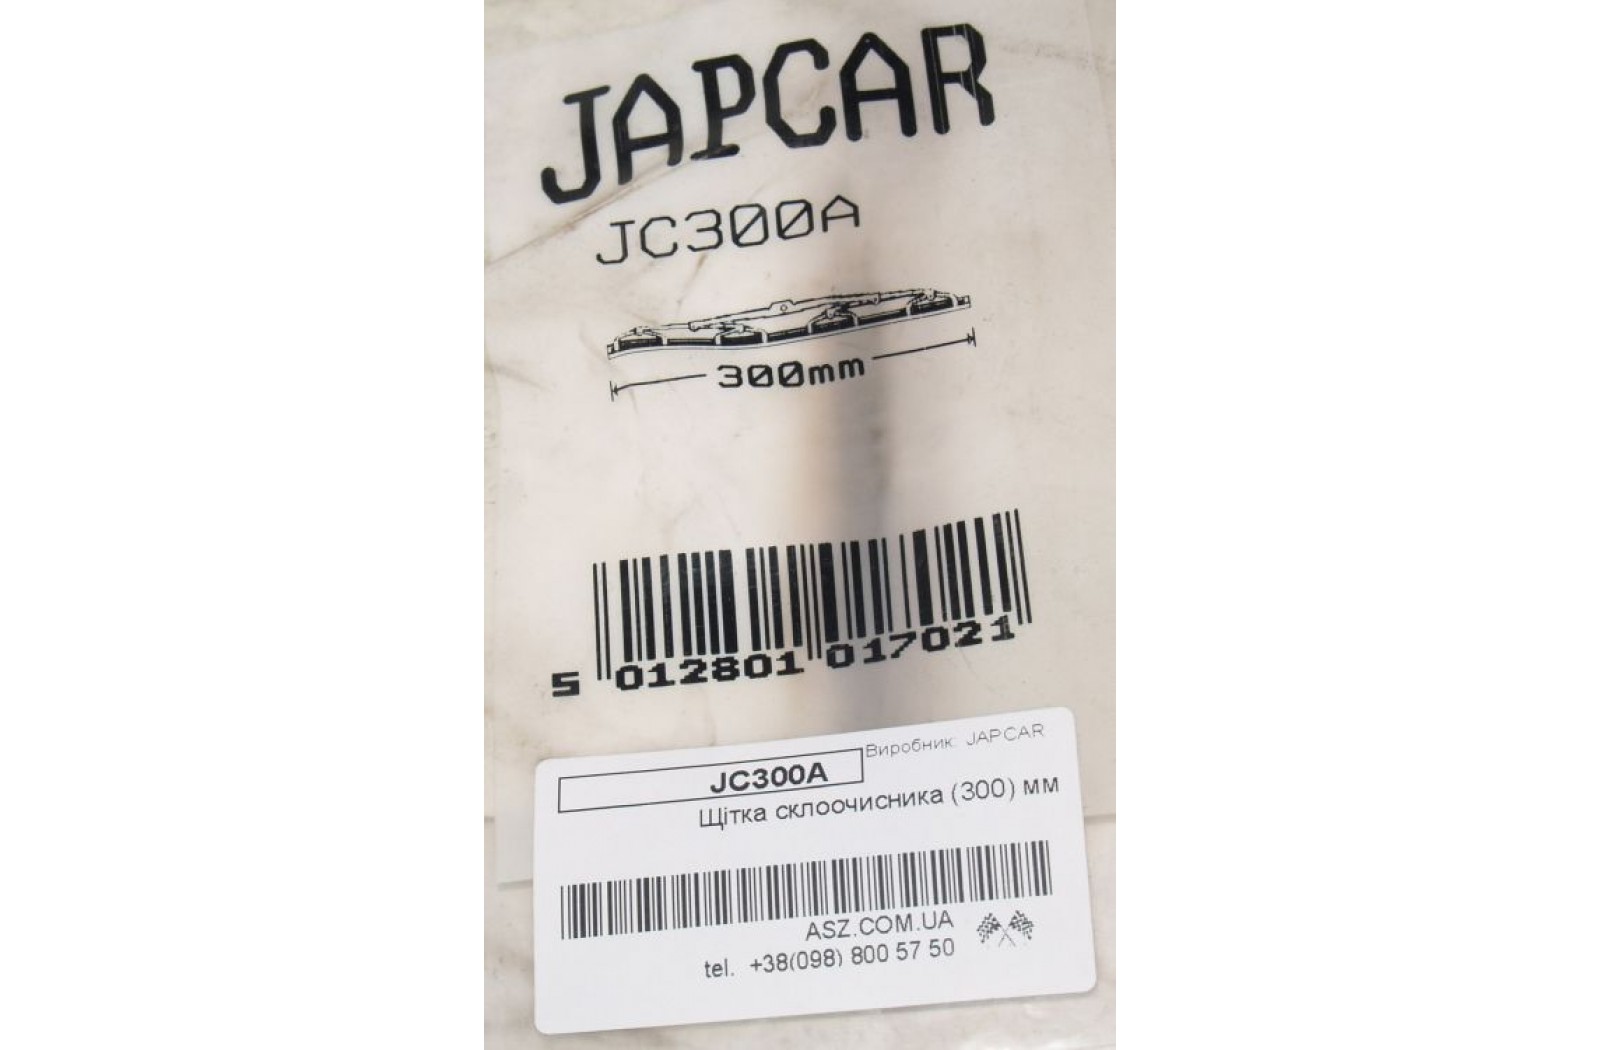 JAPCAR
JC300A
300mm
5 012801 017021
JC300A
Виробник: JAPCAR
Щітка склоочисника (300) мм
ASZ.COM.UA
tel. +38(098) 800 57 50